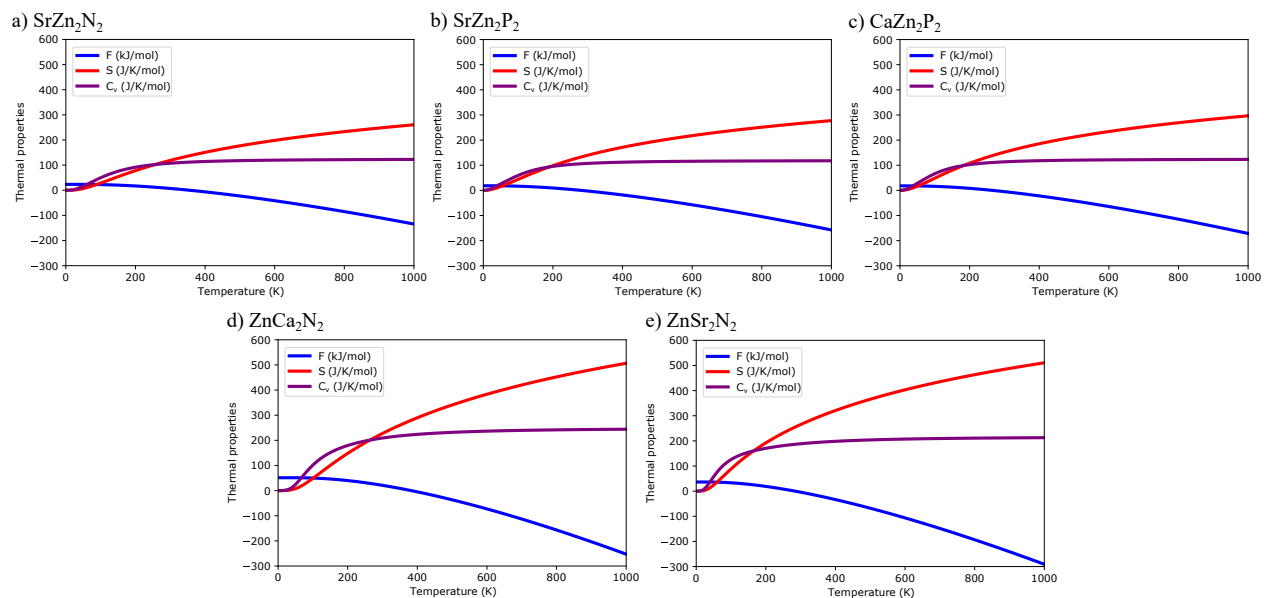 a) SrZn₂N₂
600
500
400
300
200
100
0
−100
−200
−300
Thermal properties
F (kJ/mol)
S (J/K/mol)
Cᵥ (J/K/mol)
0 200 400 600 800 1000
Temperature (K)
b) SrZn₂P₂
600
500
400
300
200
100
0
−100
−200
−300
Thermal properties
F (kJ/mol)
S (J/K/mol)
Cᵥ (J/K/mol)
0 200 400 600 800 1000
Temperature (K)
c) CaZn₂P₂
600
500
400
300
200
100
0
−100
−200
−300
Thermal properties
F (kJ/mol)
S (J/K/mol)
Cᵥ (J/K/mol)
0 200 400 600 800 1000
Temperature (K)
d) ZnCa₂N₂
600
500
400
300
200
100
0
−100
−200
−300
Thermal properties
F (kJ/mol)
S (J/K/mol)
Cᵥ (J/K/mol)
0 200 400 600 800 1000
Temperature (K)
e) ZnSr₂N₂
600
500
400
300
200
100
0
−100
−200
−300
Thermal properties
F (kJ/mol)
S (J/K/mol)
Cᵥ (J/K/mol)
0 200 400 600 800 1000
Temperature (K)